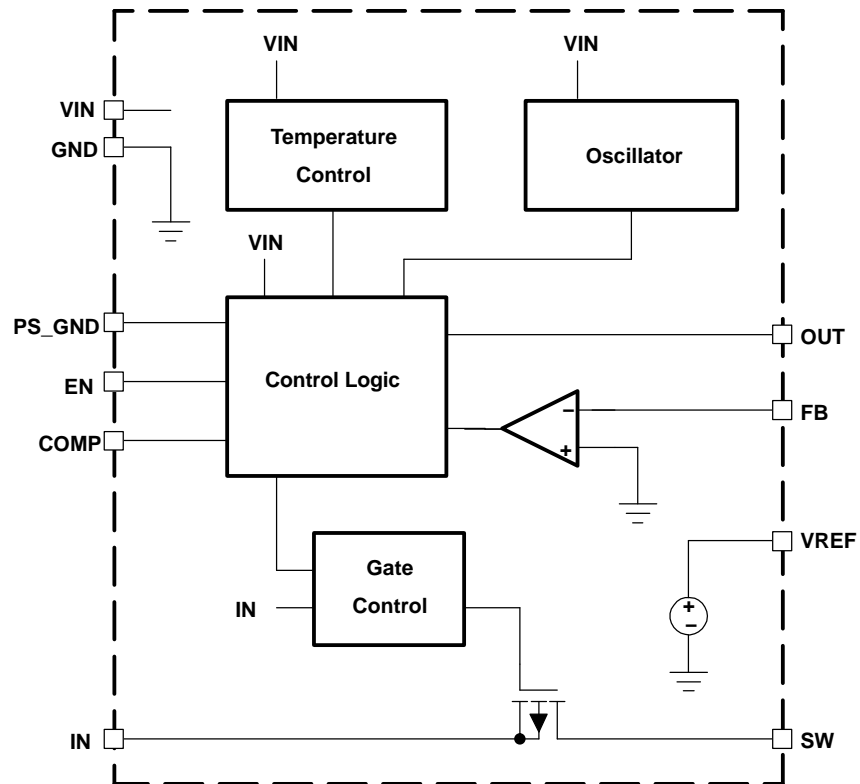 VIN
VIN
VIN
GND
Temperature
Control
Oscillator
VIN
PS_GND
EN
COMP
Control Logic
OUT
−
+
FB
VREF
+
−
Gate
Control
IN
IN
SW